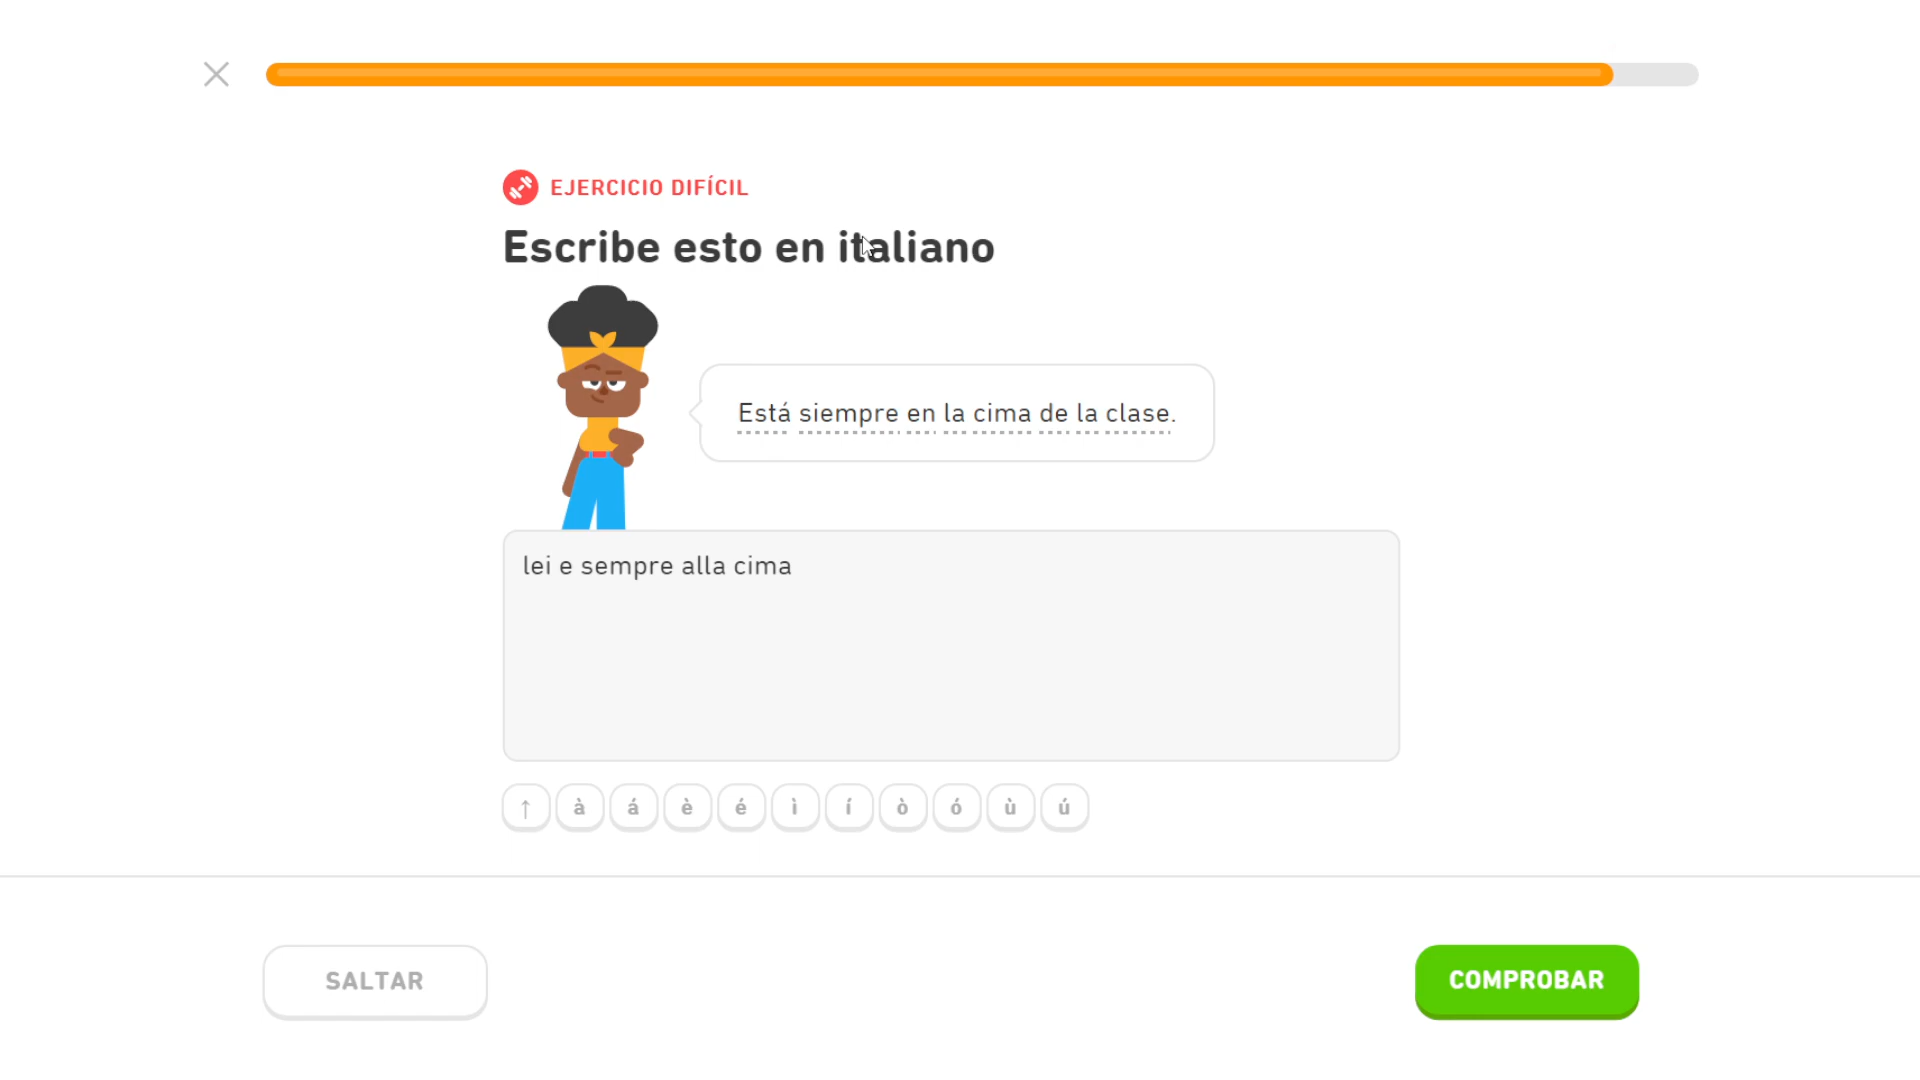 EJERCICIO DIFÍCIL
Escribe esto en italiano
Está siempre en la cima de la clase.
lei e sempre alla cima
↑ à á è é ì í ò ó ù ú
SALTAR
COMPROBAR